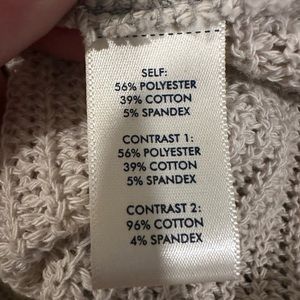 SELF:
56% POLYESTER
39% COTTON
5% SPANDEX
CONTRAST 1:
56% POLYESTER
39% COTTON
5% SPANDEX
CONTRAST 2:
96% COTTON
4% SPANDEX